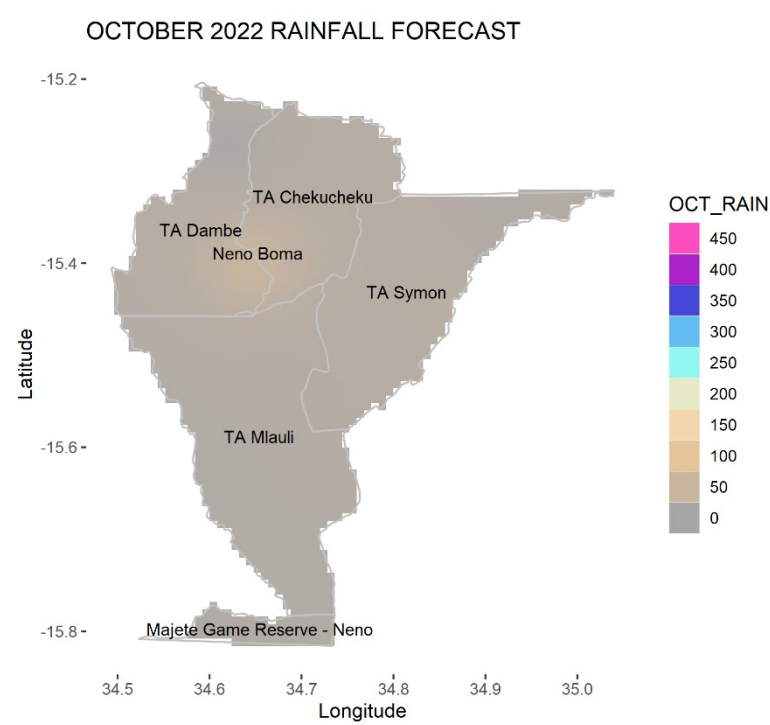 OCTOBER 2022 RAINFALL FORECAST
-15.2
-15.4
-15.6
-15.8
Latitude
TA Chekucheku
TA Dambe
Neno Boma
TA Symon
TA Mlauli
Majete Game Reserve - Neno
34.5 34.6 34.7 34.8 34.9 35.0
Longitude
OCT_RAIN
450
400
350
300
250
200
150
100
50
0